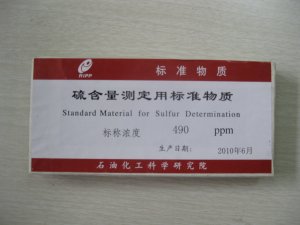 RIPP
标准物质
硫含量测定用标准物质
Standard Material for Sulfur Determination
标称浓度 490 ppm
生产日期: 2010年6月
石油化工科学研究院